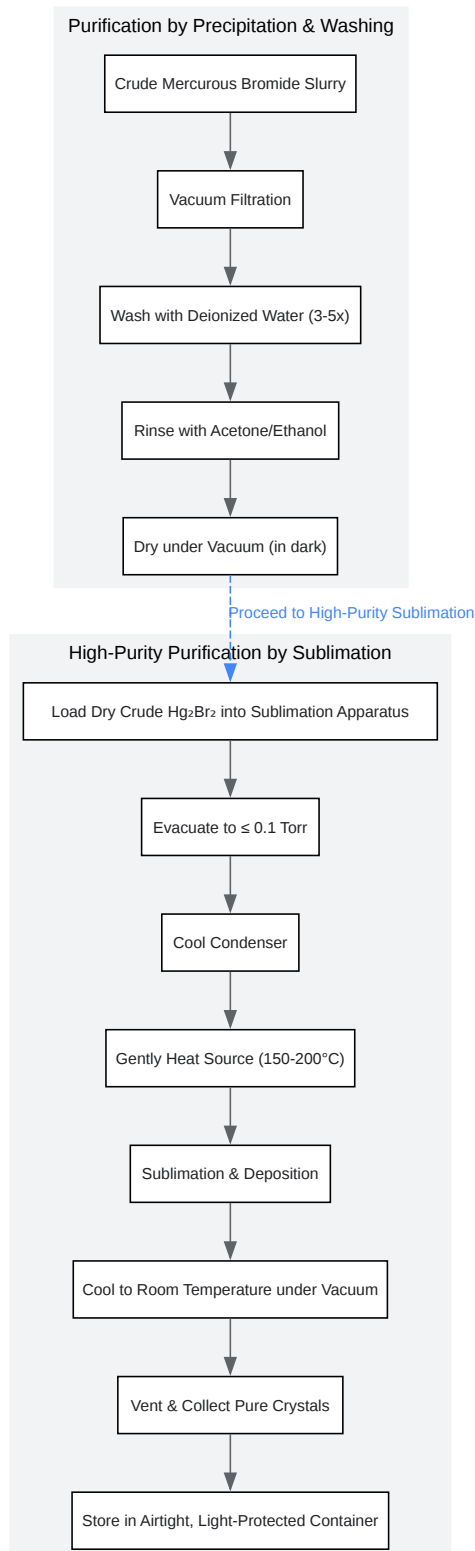 Purification by Precipitation & Washing
Crude Mercurous Bromide Slurry
Vacuum Filtration
Wash with Deionized Water (3-5x)
Rinse with Acetone/Ethanol
Dry under Vacuum (in dark)
Proceed to High-Purity Sublimation
High-Purity Purification by Sublimation
Load Dry Crude Hg₂Br₂ into Sublimation Apparatus
Evacuate to ≤ 0.1 Torr
Cool Condenser
Gently Heat Source (150-200°C)
Sublimation & Deposition
Cool to Room Temperature under Vacuum
Vent & Collect Pure Crystals
Store in Airtight, Light-Protected Container